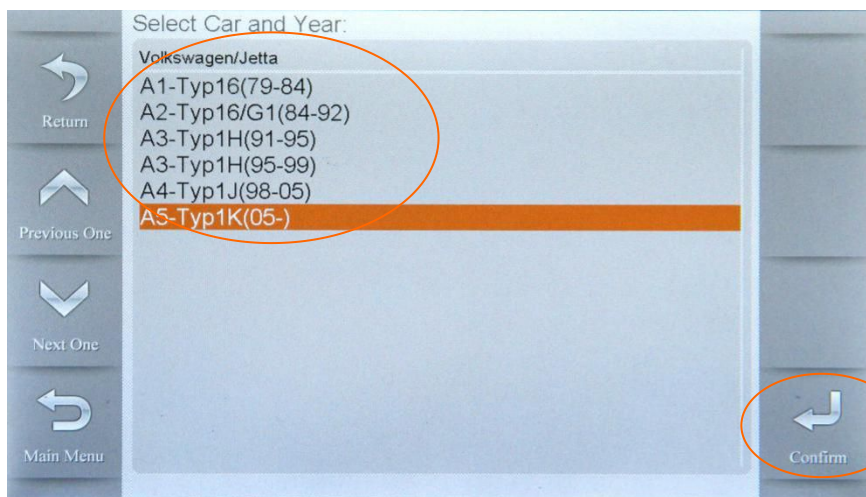 Select Car and Year:
Volkswagen/Jetta
A1-Typ16(79-84)
A2-Typ16/G1(84-92)
A3-Typ1H(91-95)
A3-Typ1H(95-99)
A4-Typ1J(98-05)
A5-Typ1K(05-)
Return
Previous One
Next One
Main Menu
Confirm